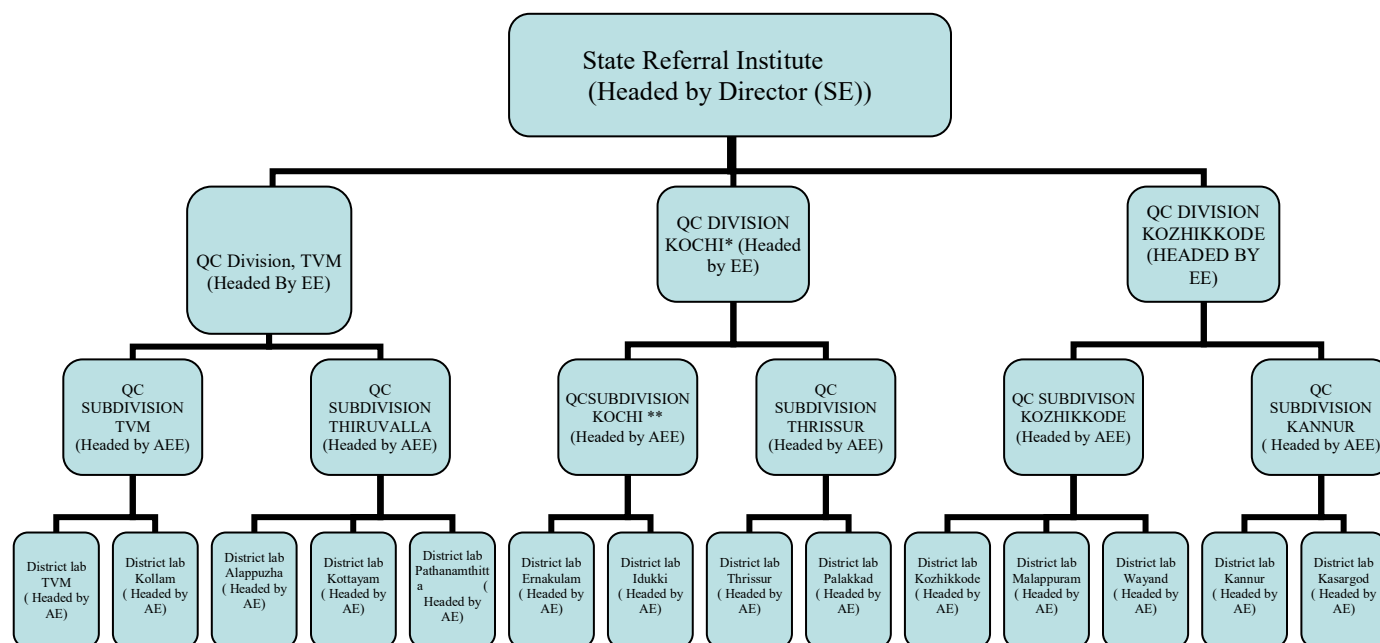 State Referral Institute
(Headed by Director (SE))
QC Division, TVM
(Headed By EE)
QC DIVISION
KOCHI* (Headed
by EE)
QC DIVISION
KOZHIKKODE
(HEADED BY
EE)
QC
SUBDIVISION
TVM
(Headed by AEE)
QC
SUBDIVISION
THIRUVALLA
(Headed by AEE)
QCSUBDIVISION
KOCHI **
(Headed by AEE)
QC
SUBDIVISION
THRISSUR
(Headed by AEE)
QC SUBDIVISON
KOZHIKKODE
(Headed by AEE)
QC
SUBDIVISION
KANNUR
( Headed by AEE)
District lab
TVM
( Headed by
AE)
District lab
Kollam
( Headed by
AE)
District lab
Alappuzha
( Headed by
AE)
District lab
Kottayam
( Headed by
AE)
District lab
Pathanamthitt
a (
Headed by
AE)
District lab
Ernakulam
( Headed by
AE)
District lab
Idukki
( Headed by
AE)
District lab
Thrissur
( Headed by
AE)
District lab
Palakkad
( Headed by
AE)
District lab
Kozhikkode
( Headed by
AE)
District lab
Malappuram
( Headed by
AE)
District lab
Wayand
( Headed by
AE)
District lab
Kannur
( Headed by
AE)
District lab
Kasargod
( Headed by
AE)